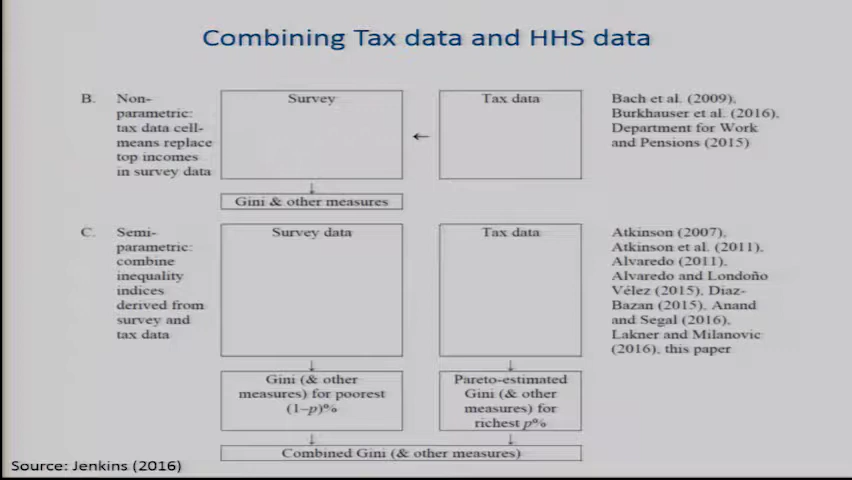 Combining Tax data and HHS data
B. Non-
parametric:
tax data cell-
means replace
top incomes
in survey data
Survey
Tax data
←
Bach et al. (2009),
Burkhauser et al. (2016),
Department for Work
and Pensions (2015)
↓
Gini & other measures
C. Semi-
parametric:
combine
inequality
indices
derived from
survey and
tax data
Survey data
Tax data
Atkinson (2007),
Atkinson et al. (2011),
Alvaredo (2011),
Alvaredo and Londoño
Vélez (2015), Diaz-
Bazan (2015), Anand
and Segal (2016),
Lakner and Milanovic
(2016), this paper
↓
↓
Gini (& other
measures) for poorest
(1–p)%
Pareto-estimated
Gini (& other
measures) for
richest p%
↓
↓
Combined Gini (& other measures)
Source: Jenkins (2016)